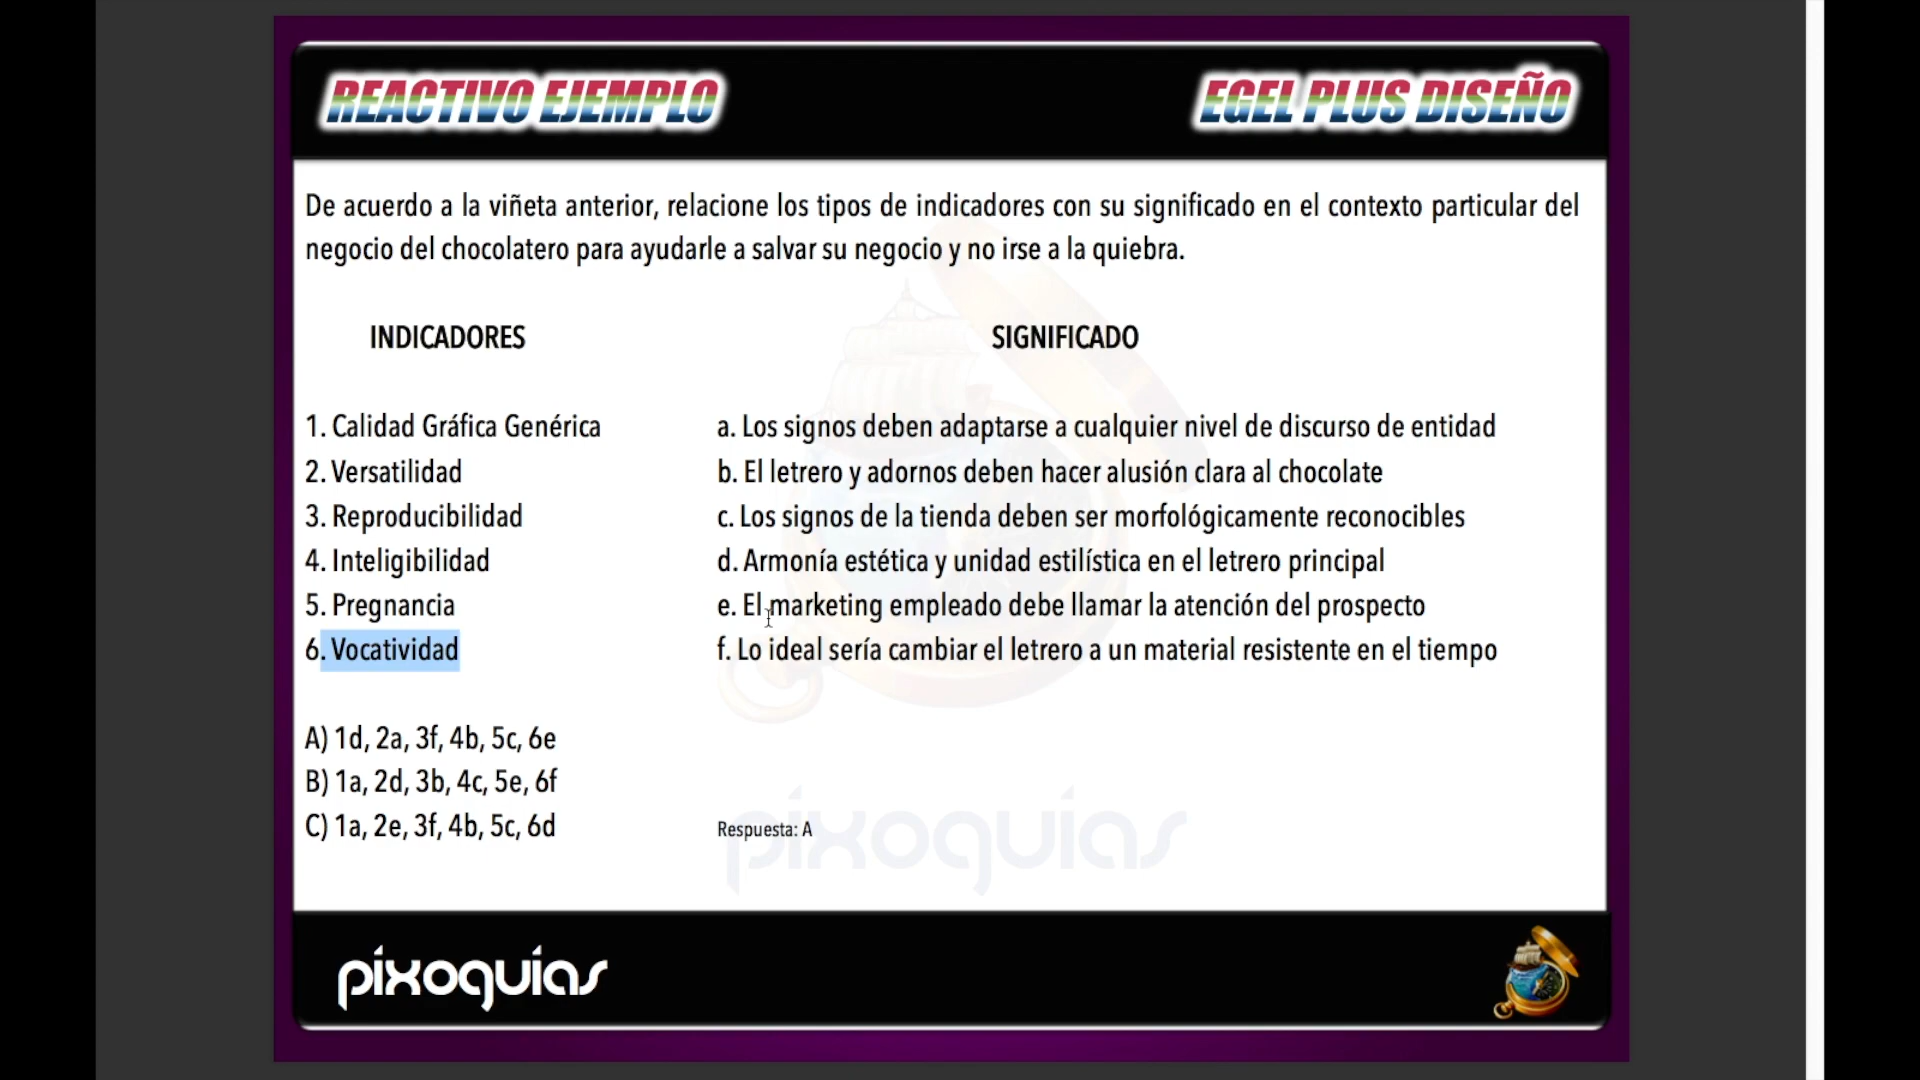 REACTIVO EJEMPLO
EGEL PLUS DISEÑO
De acuerdo a la viñeta anterior, relacione los tipos de indicadores con su significado en el contexto particular del
negocio del chocolatero para ayudarle a salvar su negocio y no irse a la quiebra.
INDICADORES
SIGNIFICADO
1. Calidad Gráfica Genérica
a. Los signos deben adaptarse a cualquier nivel de discurso de entidad
2. Versatilidad
b. El letrero y adornos deben hacer alusión clara al chocolate
3. Reproducibilidad
c. Los signos de la tienda deben ser morfológicamente reconocibles
4. Inteligibilidad
d. Armonía estética y unidad estilística en el letrero principal
5. Pregnancia
e. El marketing empleado debe llamar la atención del prospecto
6. Vocatividad
f. Lo ideal sería cambiar el letrero a un material resistente en el tiempo
A) 1d, 2a, 3f, 4b, 5c, 6e
B) 1a, 2d, 3b, 4c, 5e, 6f
C) 1a, 2e, 3f, 4b, 5c, 6d
Respuesta: A
pixoguias
pixoguias